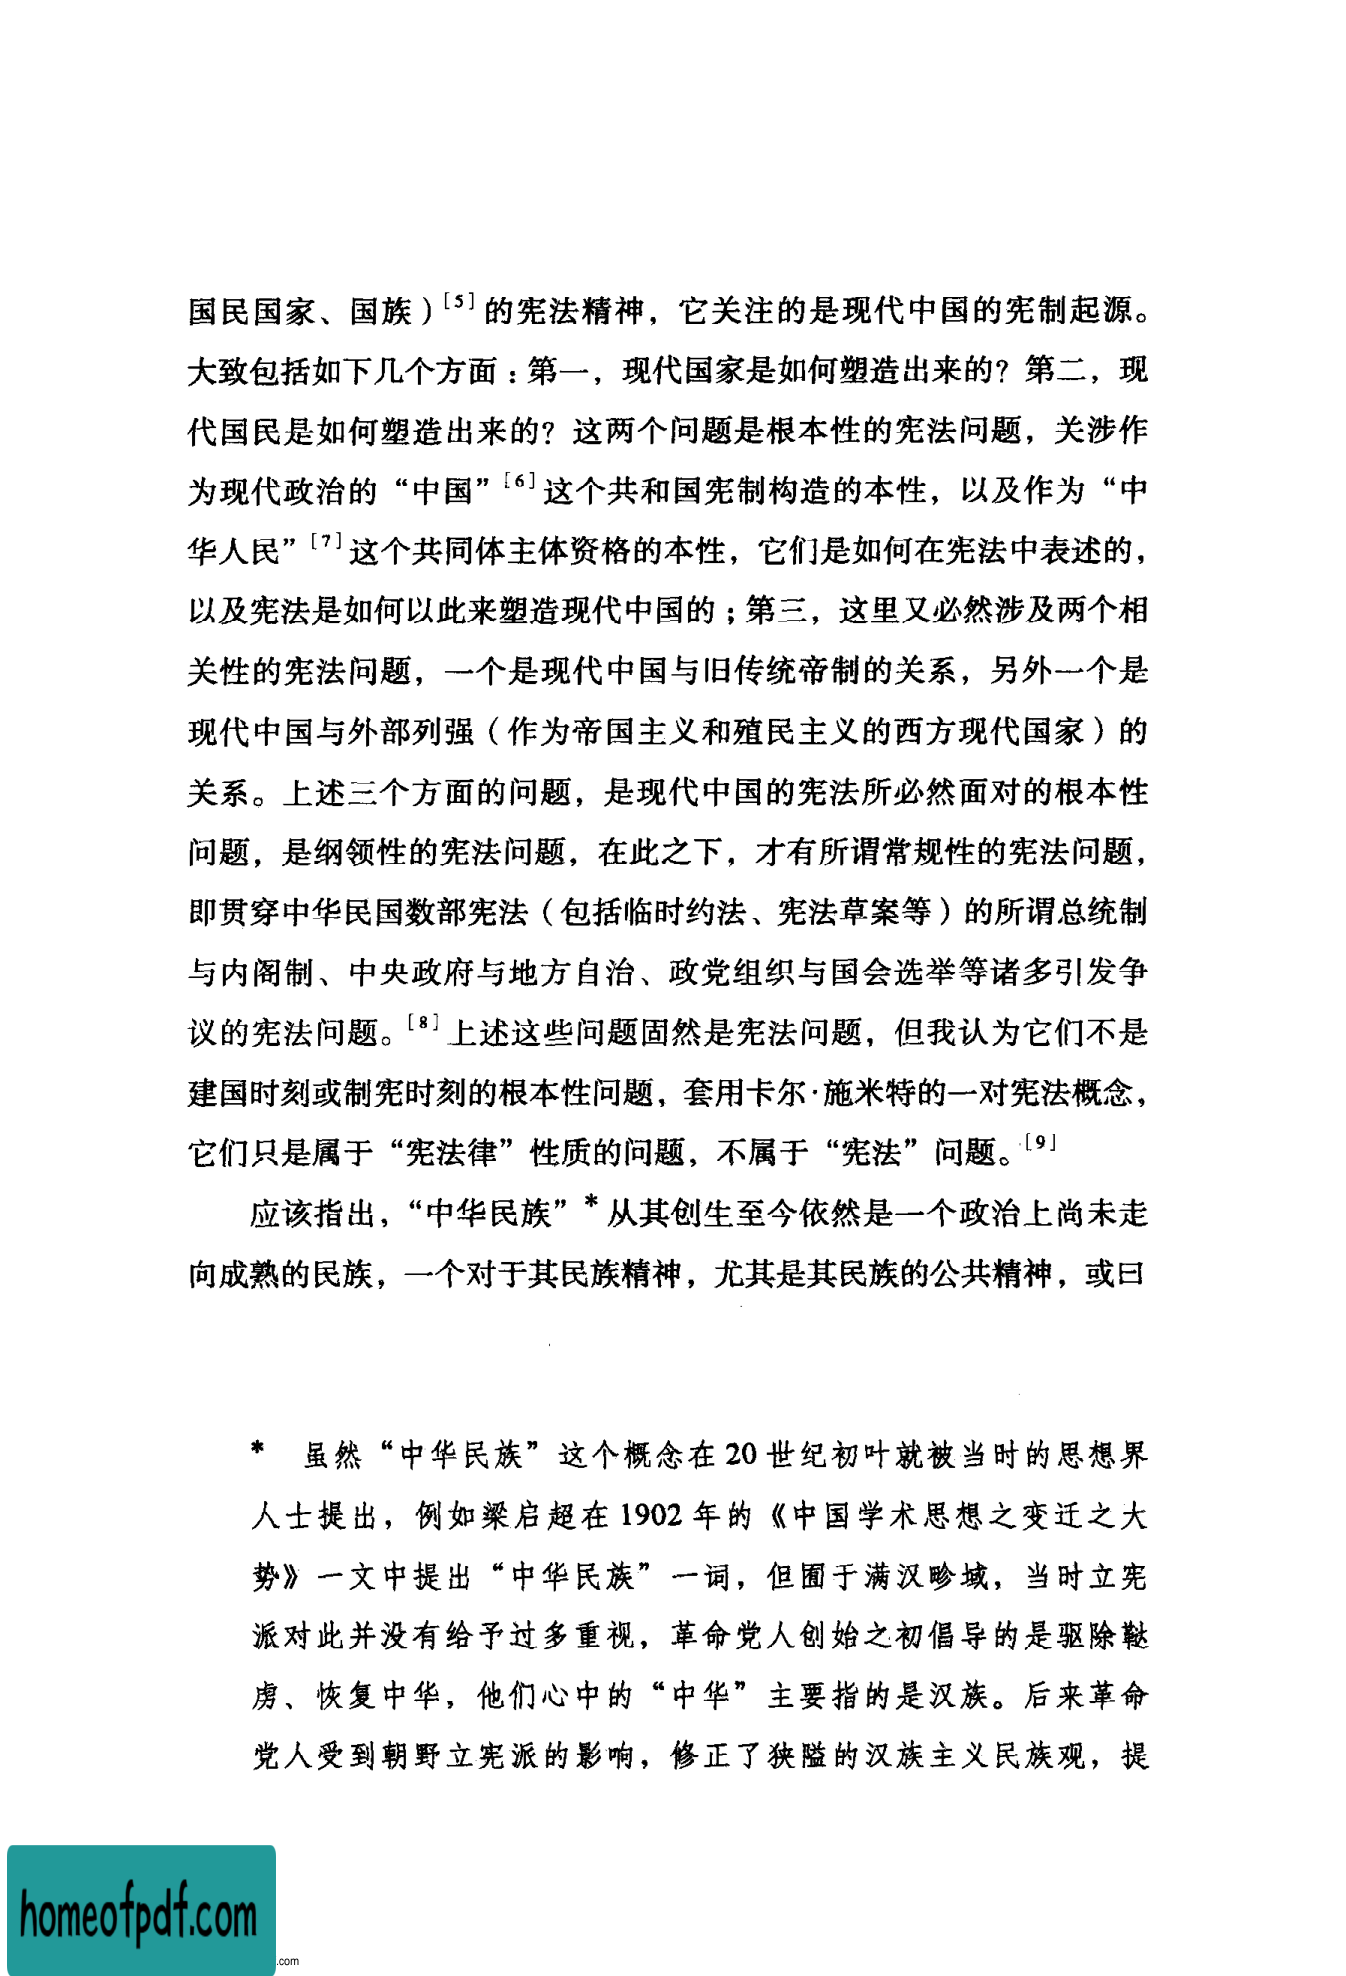 国民国家、国族)[5]的宪法精神，它关注的是现代中国的宪制起源。
大致包括如下几个方面：第一，现代国家是如何塑造出来的？第二，现
代国民是如何塑造出来的？这两个问题是根本性的宪法问题，关涉作
为现代政治的“中国”[6]这个共和国宪制构造的本性，以及作为“中
华人民”[7]这个共同体主体资格的本性，它们是如何在宪法中表述的，
以及宪法是如何以此来塑造现代中国的；第三，这里又必然涉及两个相
关性的宪法问题，一个是现代中国与旧传统帝制的关系，另外一个是
现代中国与外部列强（作为帝国主义和殖民主义的西方现代国家）的
关系。上述三个方面的问题，是现代中国的宪法所必然面对的根本性
问题，是纲领性的宪法问题，在此之下，才有所谓常规性的宪法问题，
即贯穿中华民国数部宪法（包括临时约法、宪法草案等）的所谓总统制
与内阁制、中央政府与地方自治、政党组织与国会选举等诸多引发争
议的宪法问题。[8]上述这些问题固然是宪法问题，但我认为它们不是
建国时刻或制宪时刻的根本性问题，套用卡尔·施米特的一对宪法概念，
它们只是属于“宪法律”性质的问题，不属于“宪法”问题。[9]
应该指出，“中华民族”*从其创生至今依然是一个政治上尚未走
向成熟的民族，一个对于其民族精神，尤其是其民族的公共精神，或曰
* 虽然“中华民族”这个概念在20世纪初叶就被当时的思想界
人士提出，例如梁启超在1902年的《中国学术思想之变迁之大
势》一文中提出“中华民族”一词，但囿于满汉畛域，当时立宪
派对此并没有给予过多重视，革命党人创始之初倡导的是驱除鞑
虏、恢复中华，他们心中的“中华”主要指的是汉族。后来革命
党人受到朝野立宪派的影响，修正了狭隘的汉族主义民族观，提
homeofpdf.com
.com